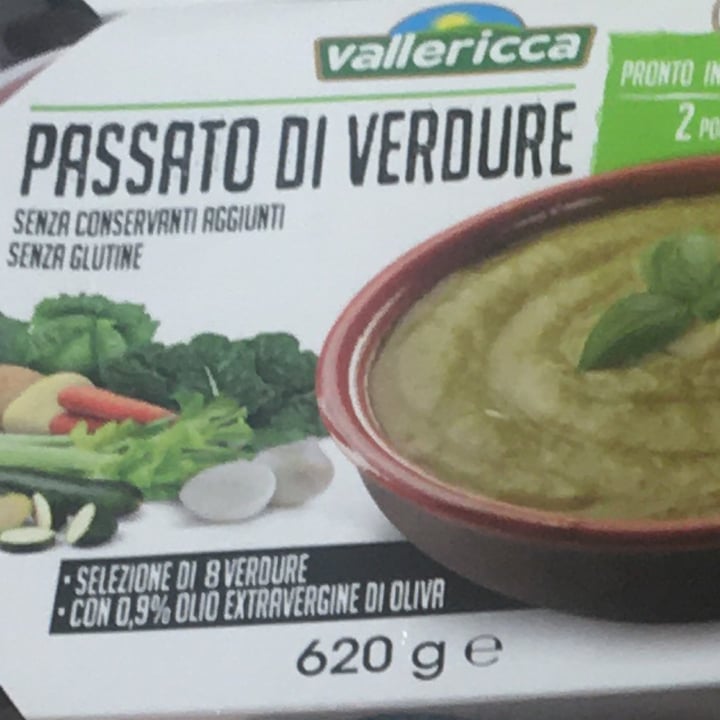 vallericca
PRONTO
2
PASSATO DI VERDURE
SENZA CONSERVANTI AGGIUNTI
SENZA GLUTINE
• SELEZIONE DI 8 VERDURE
• CON 0,9% OLIO EXTRAVERGINE DI OLIVA
620 g ℮